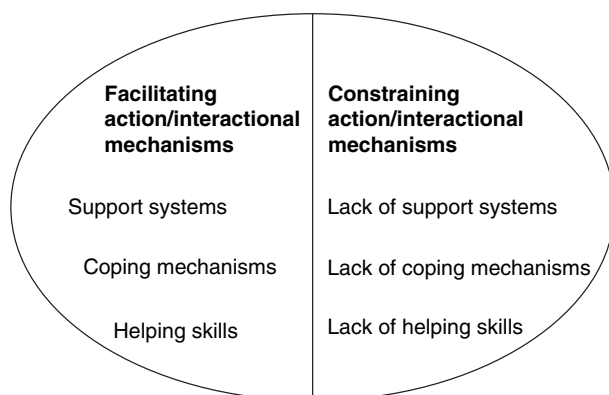 Facilitating
action/interactional
mechanisms
Support systems
Coping mechanisms
Helping skills
Constraining
action/interactional
mechanisms
Lack of support systems
Lack of coping mechanisms
Lack of helping skills